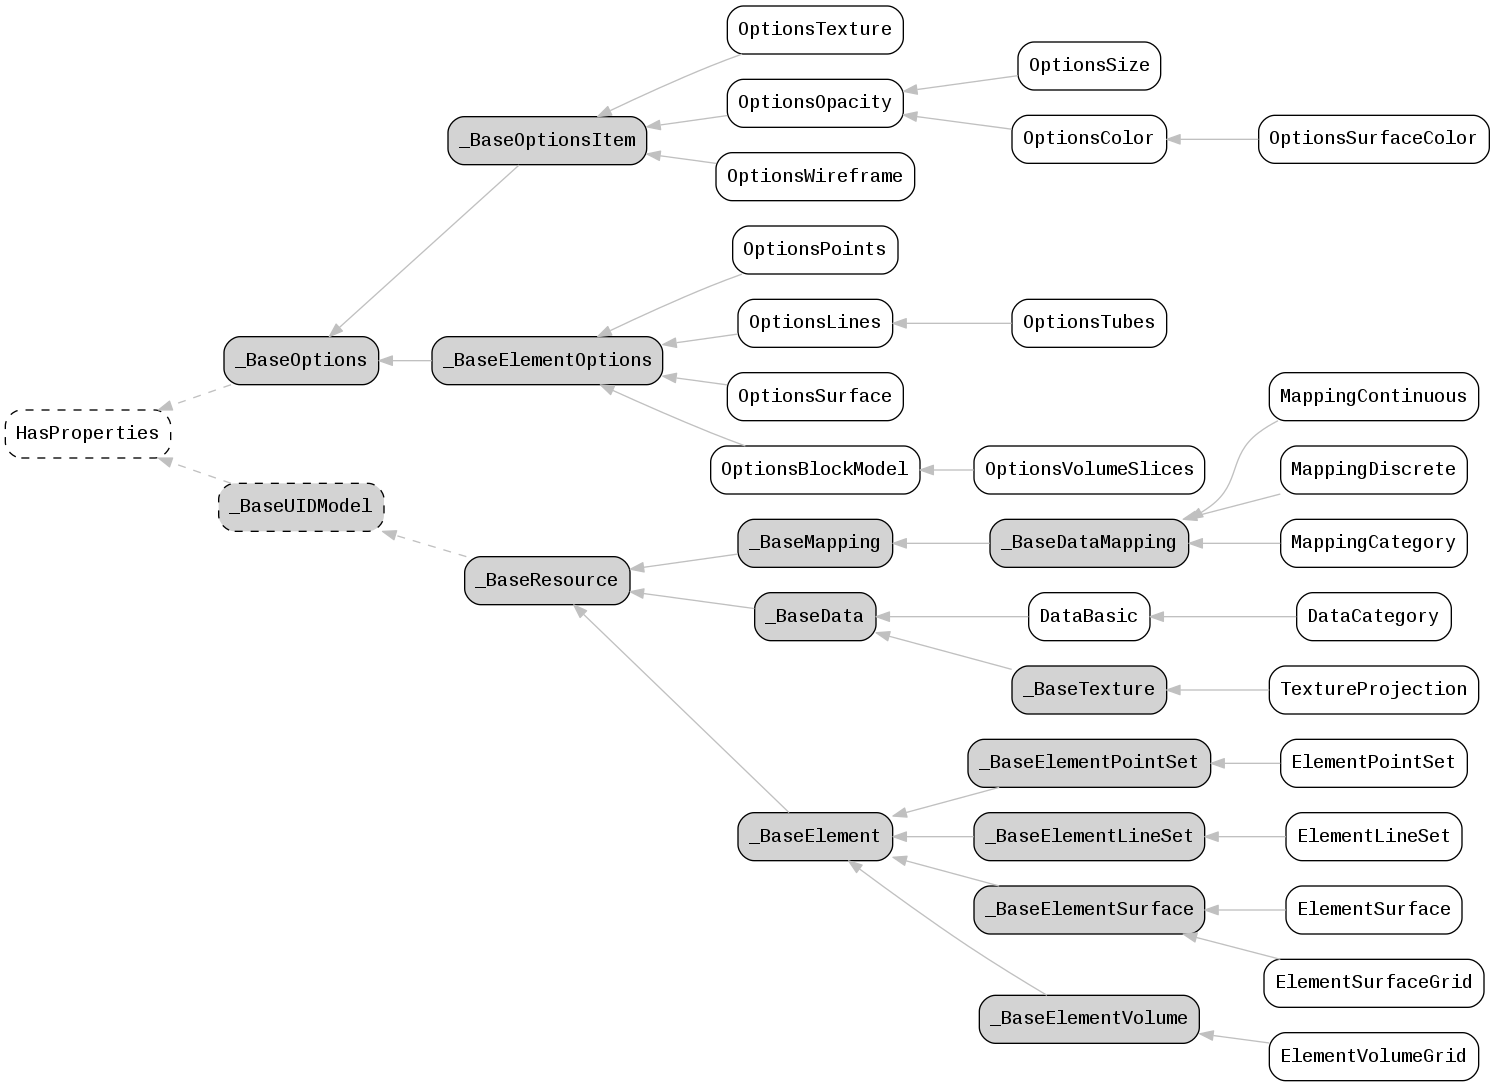 OptionsTexture
OptionsSize
OptionsOpacity
_BaseOptionsItem
OptionsColor
OptionsSurfaceColor
OptionsWireframe
OptionsPoints
OptionsLines
OptionsTubes
_BaseOptions
_BaseElementOptions
OptionsSurface
MappingContinuous
HasProperties
OptionsBlockModel
OptionsVolumeSlices
MappingDiscrete
_BaseUIDModel
_BaseMapping
_BaseDataMapping
MappingCategory
_BaseResource
_BaseData
DataBasic
DataCategory
_BaseTexture
TextureProjection
_BaseElementPointSet
ElementPointSet
_BaseElement
_BaseElementLineSet
ElementLineSet
_BaseElementSurface
ElementSurface
ElementSurfaceGrid
_BaseElementVolume
ElementVolumeGrid